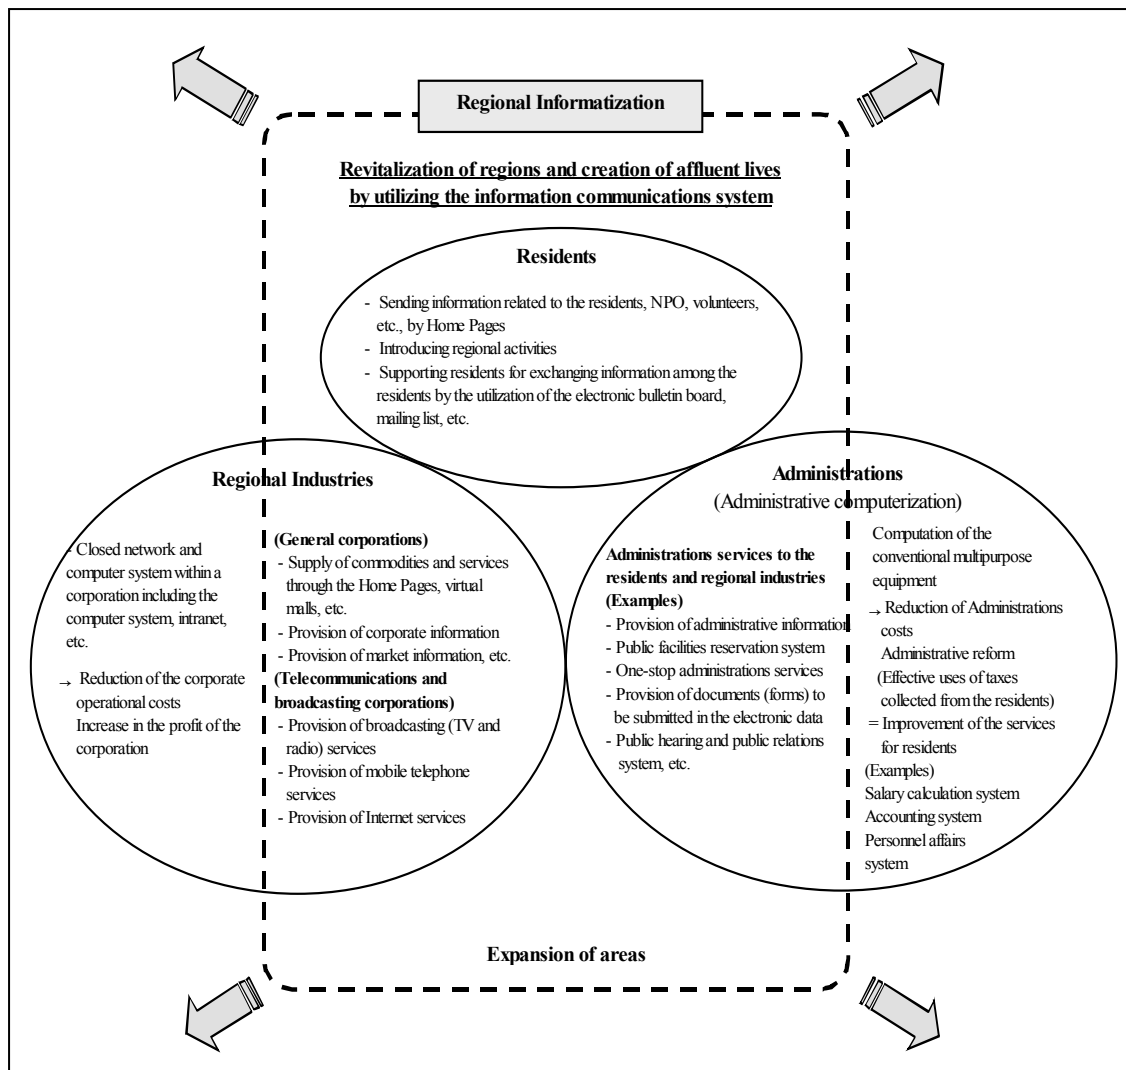 Regional Informatization
Revitalization of regions and creation of affluent lives
by utilizing the information communications system
Residents
- Sending information related to the residents, NPO, volunteers,
etc., by Home Pages
- Introducing regional activities
- Supporting residents for exchanging information among the
residents by the utilization of the electronic bulletin board,
mailing list, etc.
Regional Industries
- Closed network and
computer system within a
corporation including the
computer system, intranet,
etc.
→ Reduction of the corporate
operational costs
Increase in the profit of the
corporation
(General corporations)
- Supply of commodities and services
through the Home Pages, virtual
malls, etc.
- Provision of corporate information
- Provision of market information, etc.
(Telecommunications and
broadcasting corporations)
- Provision of broadcasting (TV and
radio) services
- Provision of mobile telephone
services
- Provision of Internet services
Administrations
(Administrative computerization)
Administrations services to the
residents and regional industries
(Examples)
- Provision of administrative information
- Public facilities reservation system
- One-stop administrations services
- Provision of documents (forms) to
be submitted in the electronic data
- Public hearing and public relations
system, etc.
Computation of the
conventional multipurpose
equipment
→ Reduction of Administrations
costs
Administrative reform
(Effective uses of taxes
collected from the residents)
= Improvement of the services
for residents
(Examples)
Salary calculation system
Accounting system
Personnel affairs
system
Expansion of areas